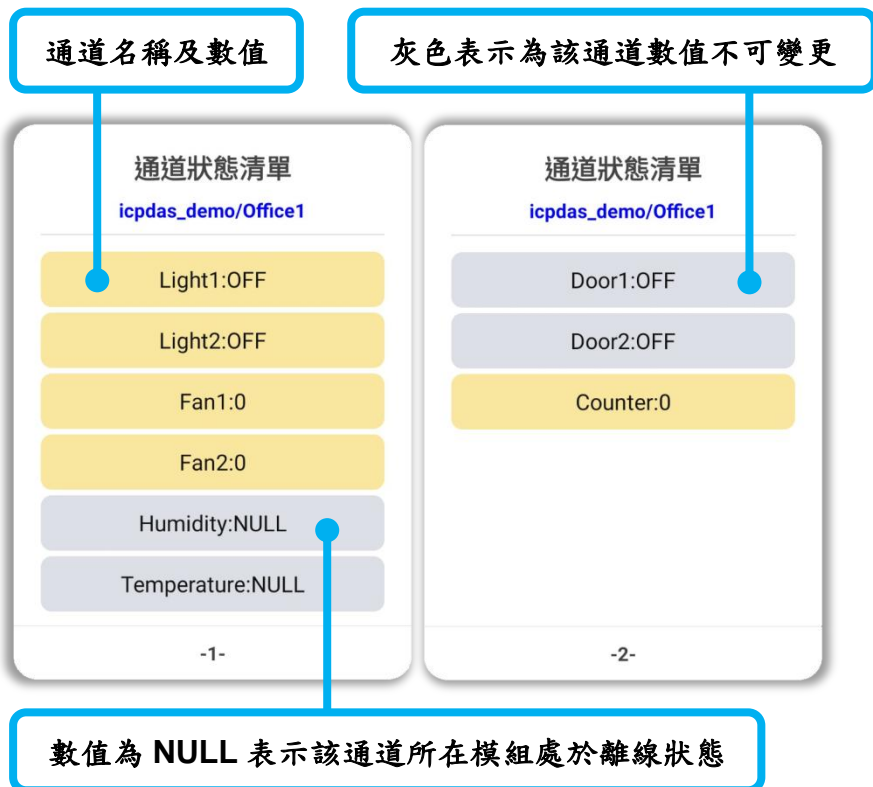 通道名稱及數值
灰色表示為該通道數值不可變更
通道狀態清單
icpdas_demo/Office1
Light1:OFF
Light2:OFF
Fan1:0
Fan2:0
Humidity:NULL
Temperature:NULL
-1-
通道狀態清單
icpdas_demo/Office1
Door1:OFF
Door2:OFF
Counter:0
-2-
數值為 NULL 表示該通道所在模組處於離線狀態